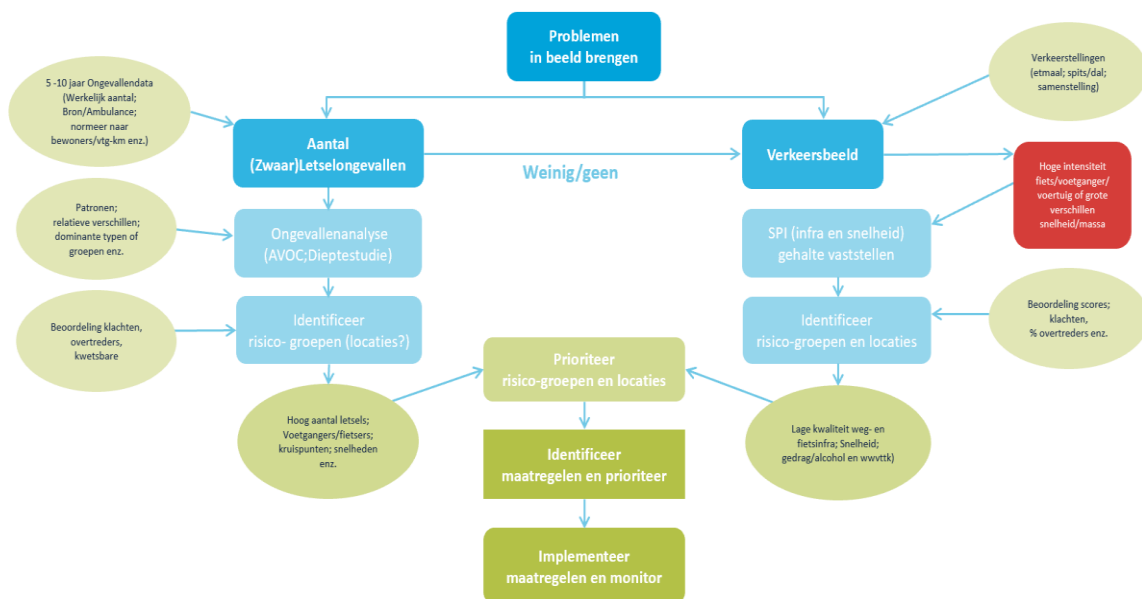 Problemen
in beeld brengen
5 -10 jaar Ongevallendata
(Werkelijk aantal;
Bron/Ambulance;
normeer naar
bewoners/vtg-km enz.)
Verkeerstellingen
(etmaal; spits/dal;
samenstelling)
Aantal
(Zwaar)Letselongevallen
Weinig/geen
Verkeersbeeld
Hoge intensiteit
fiets/voetganger/
voertuig of grote
verschillen
snelheid/massa
Patronen;
relatieve verschillen;
dominante typen of
groepen enz.
Ongevallenanalyse
(AVOC;Dieptestudie)
SPI (infra en snelheid)
gehalte vaststellen
Beoordeling klachten,
overtreders,
kwetsbare
Identificeer
risico- groepen (locaties?)
Identificeer
risico-groepen en locaties
Beoordeling scores;
klachten,
% overtreders enz.
Prioriteer
risico-groepen en locaties
Hoog aantal letsels;
Voetgangers/fietsers;
kruispunten; snelheden
enz.
Lage kwaliteit weg- en
fietsinfra; Snelheid;
gedrag/alcohol en wwvttk)
Identificeer
maatregelen en prioriteer
Implementeer
maatregelen en monitor